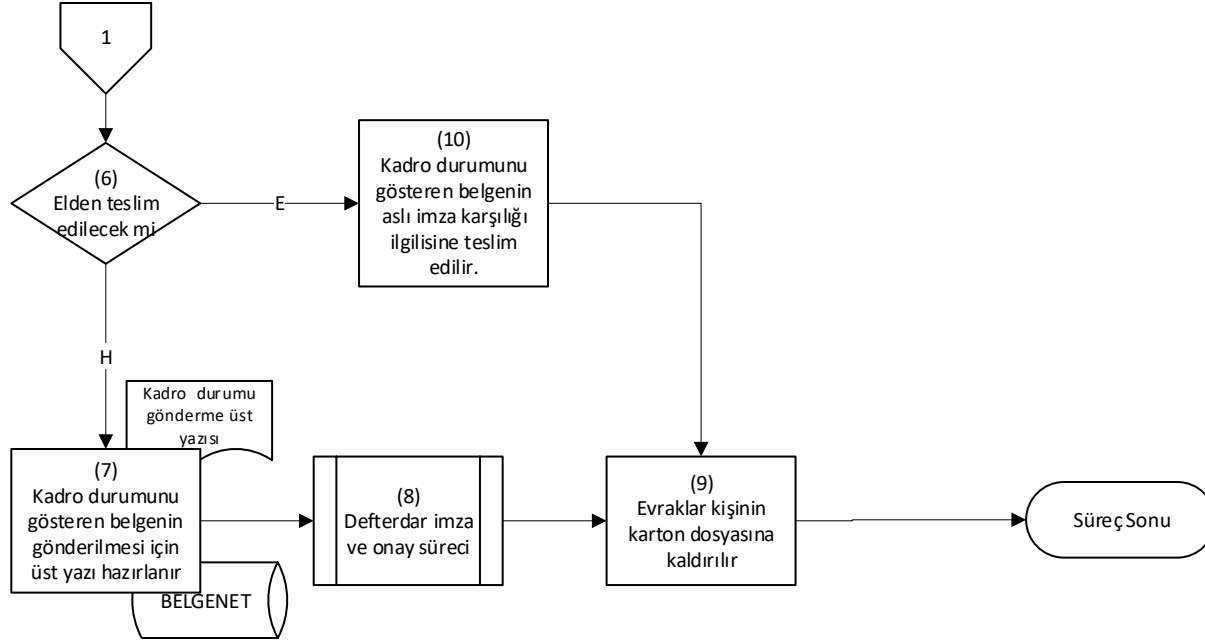 1
(6)
Elden teslim
edilecek mi
E
(10)
Kadro durumunu
gösteren belgenin
aslı imza karşılığı
ilgilisine teslim
edilir.
H
Kadro durumu
gönderme üst
yazısı
(7)
Kadro durumunu
gösteren belgenin
gönderilmesi için
üst yazı hazırlanır
BELGENET
(8)
Defterdar imza
ve onay süreci
(9)
Evraklar kişinin
karton dosyasına
kaldırılır
Süreç Sonu